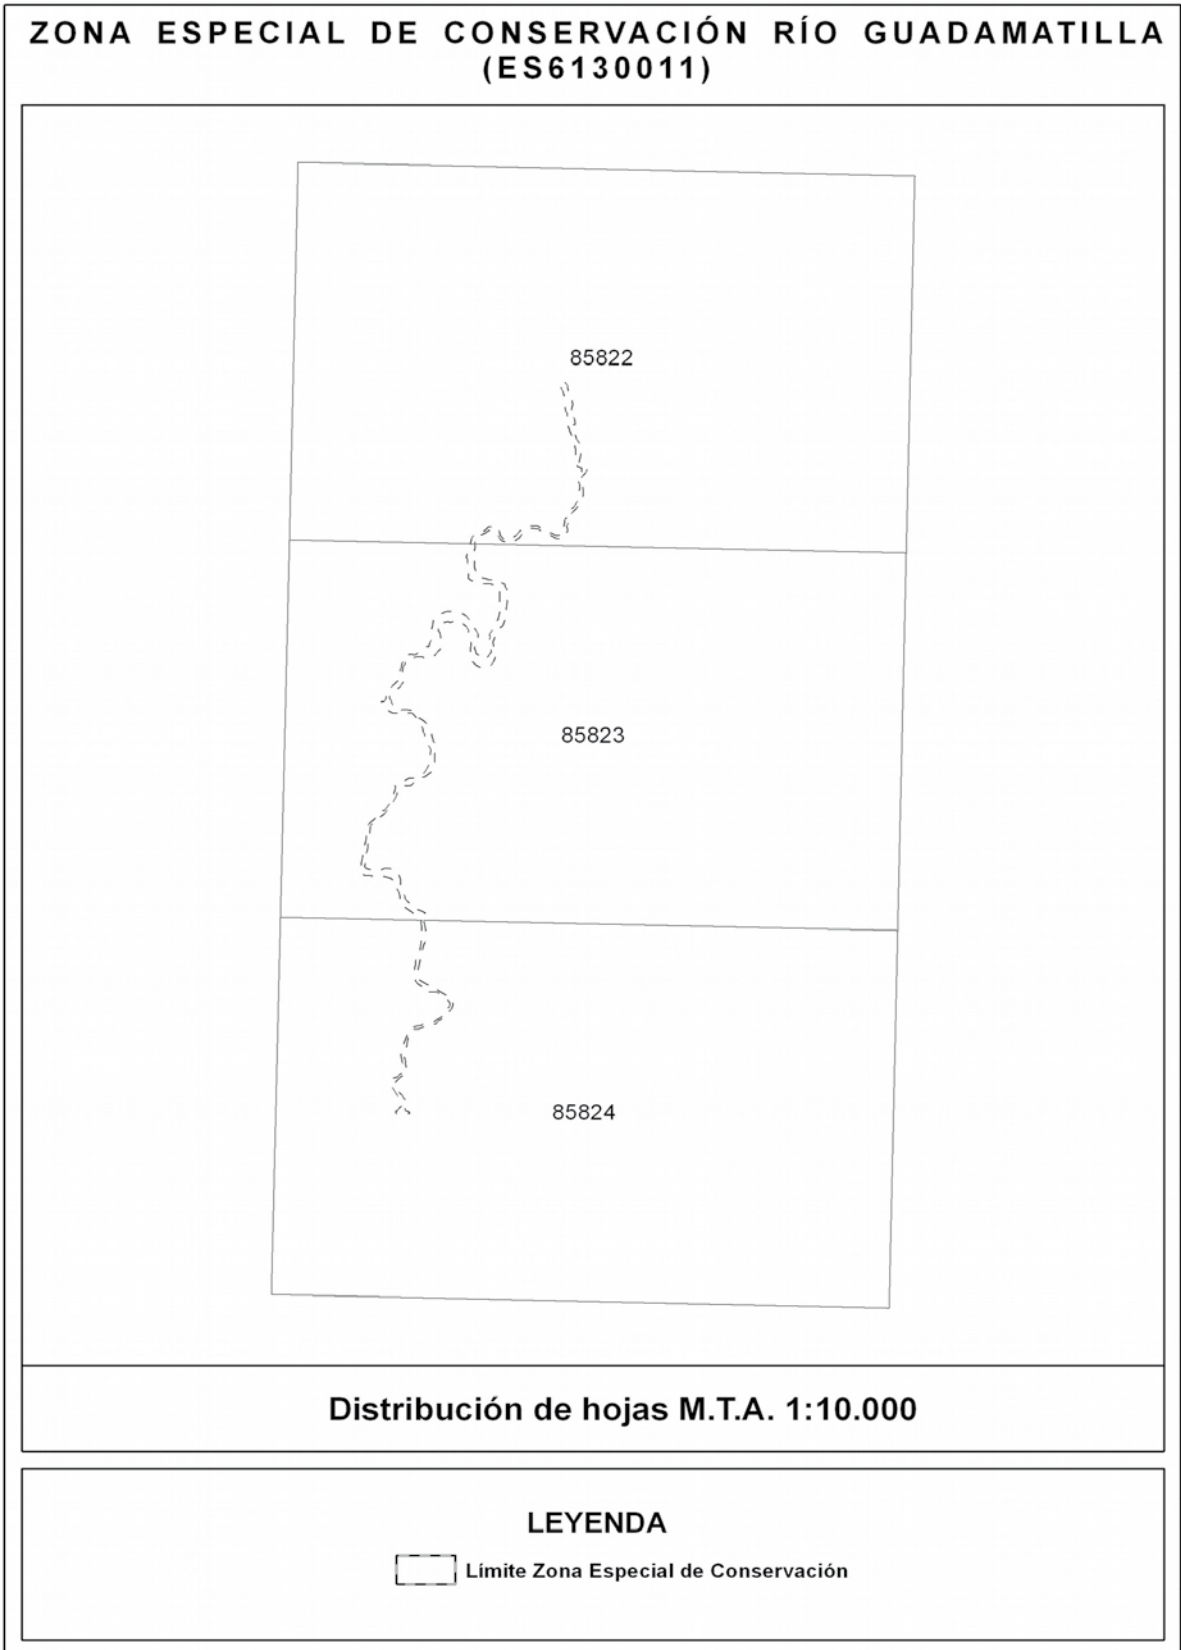 ZONA ESPECIAL DE CONSERVACIÓN RÍO GUADAMATILLA
(ES6130011)
85822
85823
85824
Distribución de hojas M.T.A. 1:10.000
LEYENDA
Límite Zona Especial de Conservación